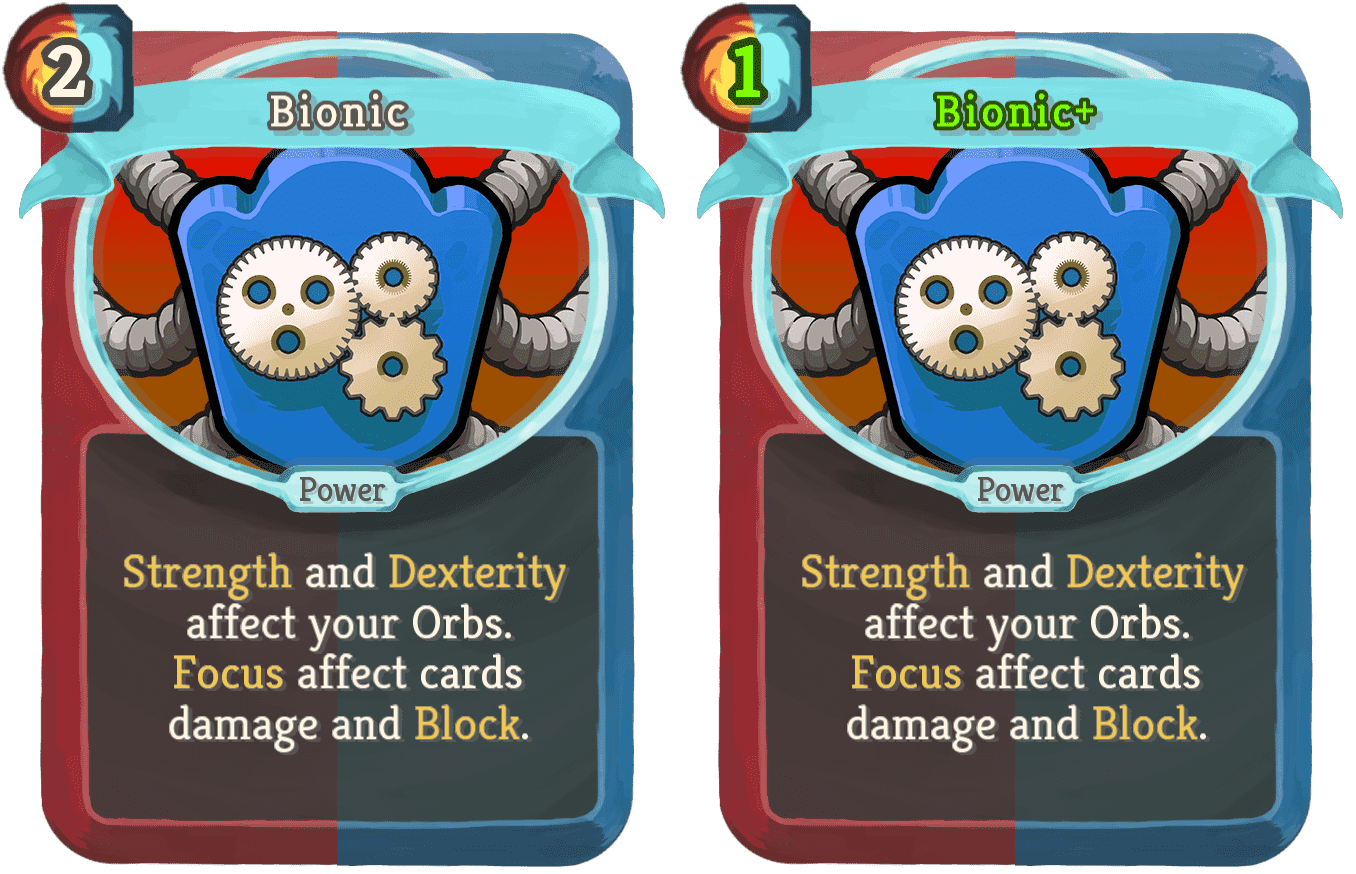 2
Bionic
Power
Strength and Dexterity
affect your Orbs.
Focus affect cards
damage and Block.
1
Bionic+
Power
Strength and Dexterity
affect your Orbs.
Focus affect cards
damage and Block.